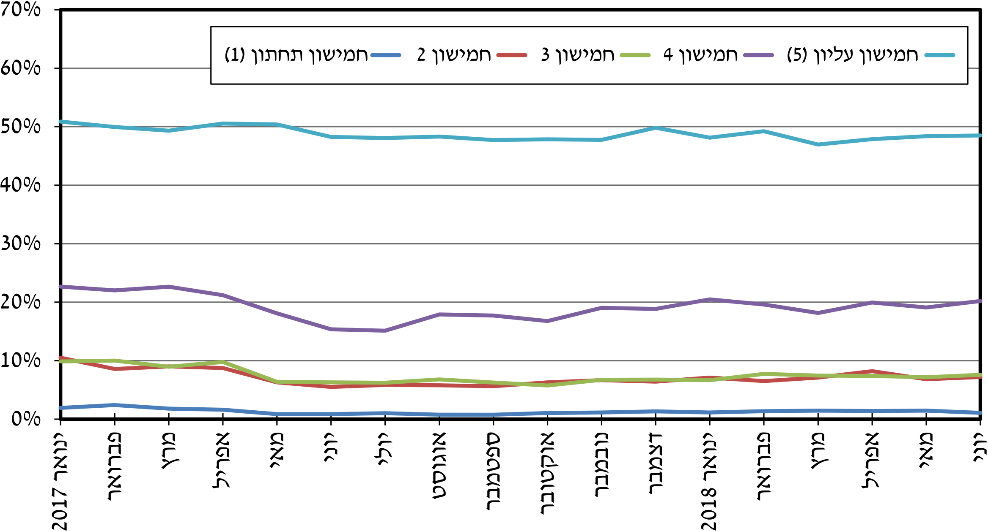 70%
חמישון תחתון (1) חמישון 2 חמישון 3 חמישון 4 חמישון עליון (5)
60%
50%
40%
30%
20%
10%
0%
ינואר 2017
פברואר
מרץ
אפריל
מאי
יוני
יולי
אוגוסט
ספטמבר
אוקטובר
נובמבר
דצמבר
ינואר 2018
פברואר
מרץ
אפריל
מאי
יוני